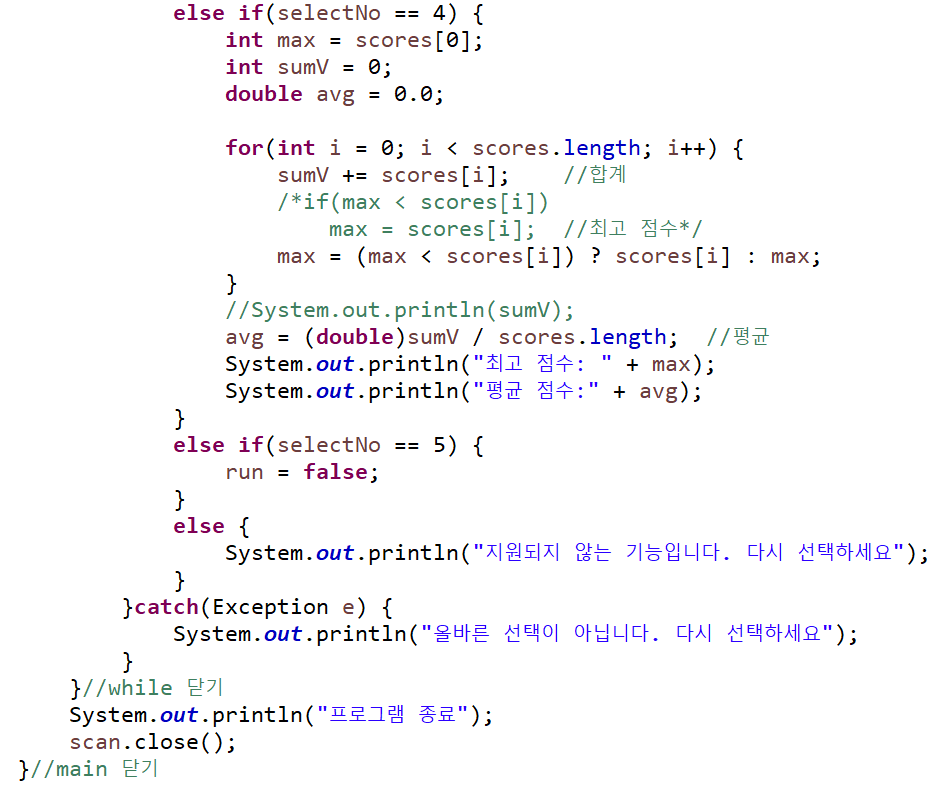 else if(selectNo == 4) {
int max = scores[0];
int sumV = 0;
double avg = 0.0;
for(int i = 0; i < scores.length; i++) {
sumV += scores[i];    //합계
/*if(max < scores[i])
max = scores[i];  //최고 점수*/
max = (max < scores[i]) ? scores[i] : max;
}
//System.out.println(sumV);
avg = (double)sumV / scores.length;  //평균
System.out.println("최고 점수: " + max);
System.out.println("평균 점수:" + avg);
}
else if(selectNo == 5) {
run = false;
}
else {
System.out.println("지원되지 않는 기능입니다. 다시 선택하세요");
}
}catch(Exception e) {
System.out.println("올바른 선택이 아닙니다. 다시 선택하세요");
}
}//while 닫기
System.out.println("프로그램 종료");
scan.close();
}//main 닫기